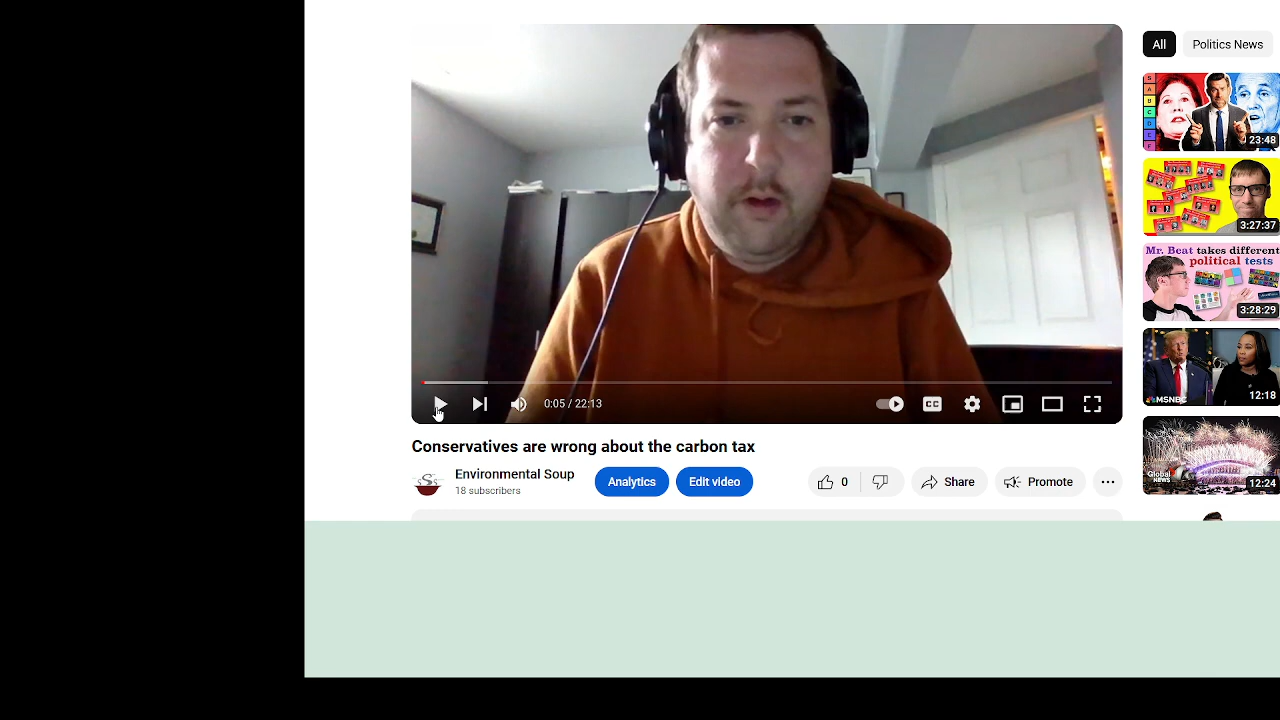 All
Politics News
23:48
3:27:37
Mr. Beat takes different
political tests
3:28:29
MSNBC
12:18
Global
NEWS
12:24
0:05 / 22:13
CC
Conservatives are wrong about the carbon tax
Environmental Soup
18 subscribers
Analytics
Edit video
0
Share
Promote